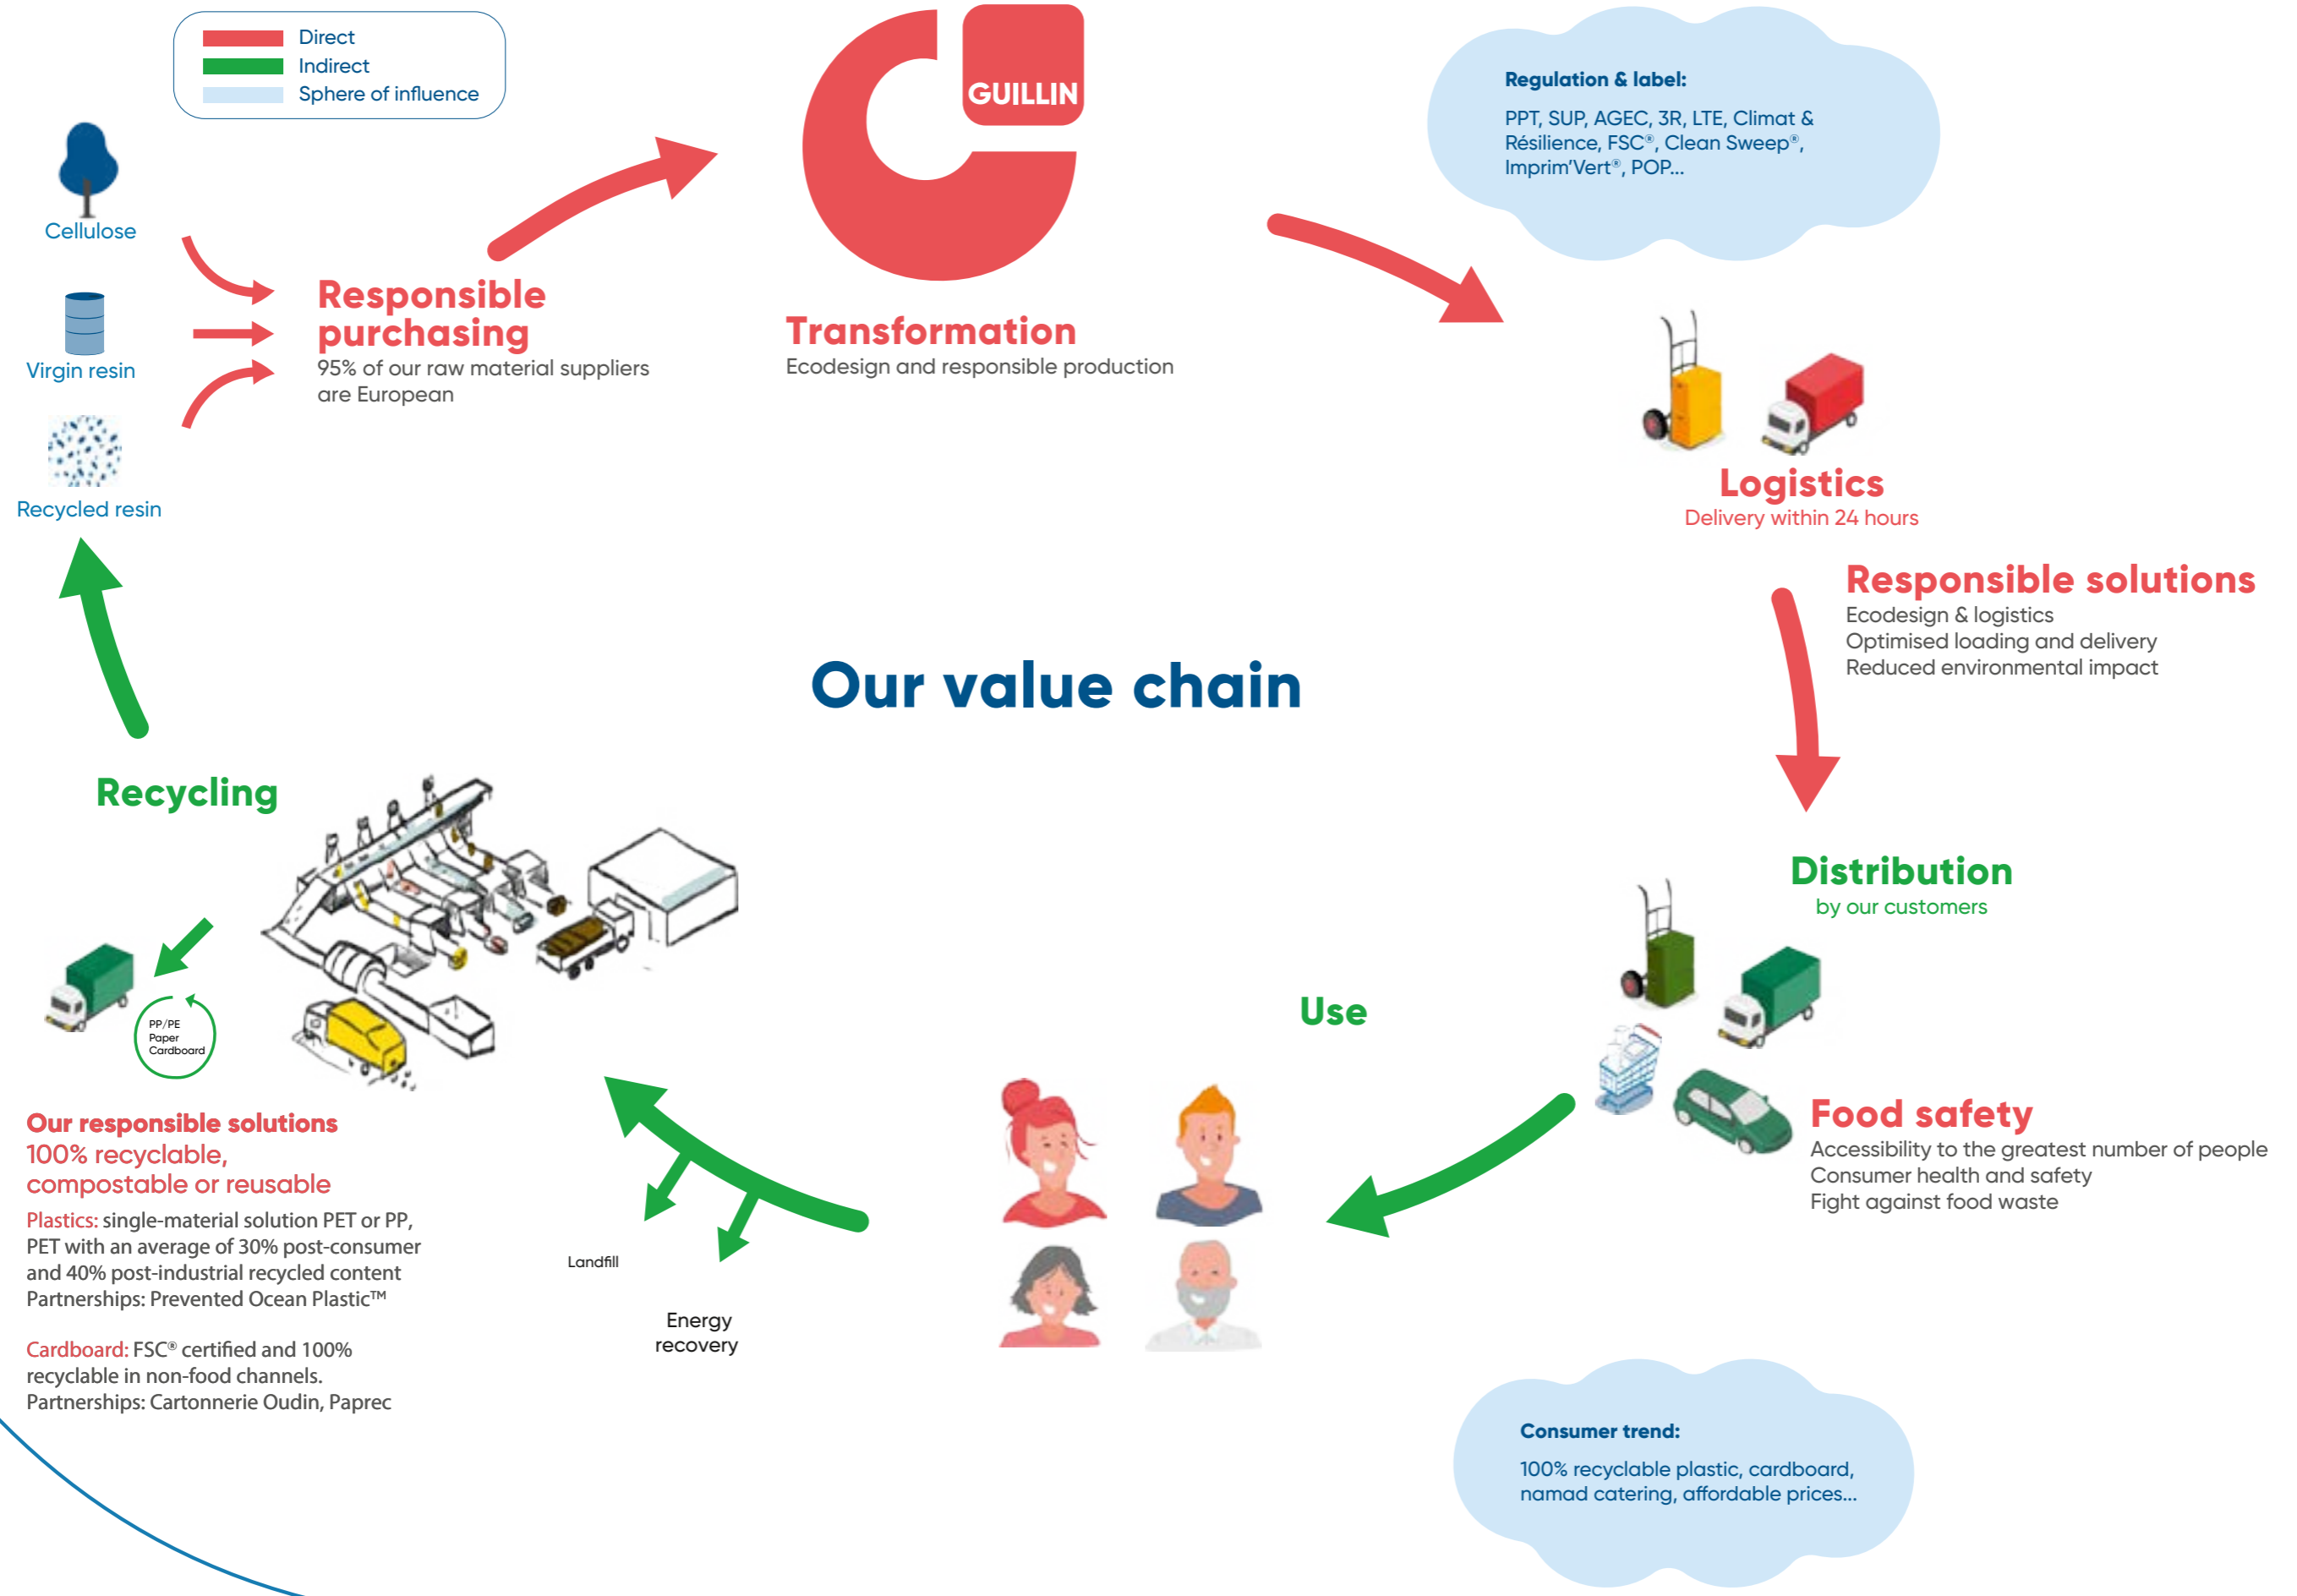 Direct
Indirect
Sphere of influence
GUILLIN
Regulation & label:
PPT, SUP, AGEC, 3R, LTE, Climat &
Résilience, FSC®, Clean Sweep®,
Imprim'Vert®, POP...
Cellulose
Virgin resin
Recycled resin
Responsible
purchasing
95% of our raw material suppliers
are European
Transformation
Ecodesign and responsible production
Logistics
Delivery within 24 hours
Responsible solutions
Ecodesign & logistics
Optimised loading and delivery
Reduced environmental impact
Our value chain
Distribution
by our customers
Food safety
Accessibility to the greatest number of people
Consumer health and safety
Fight against food waste
Use
Consumer trend:
100% recyclable plastic, cardboard,
namad catering, affordable prices...
Landfill
Energy
recovery
Recycling
PP/PE
Paper
Cardboard
Our responsible solutions
100% recyclable,
compostable or reusable
Plastics: single-material solution PET or PP,
PET with an average of 30% post-consumer
and 40% post-industrial recycled content
Partnerships: Prevented Ocean Plastic™
Cardboard: FSC® certified and 100%
recyclable in non-food channels.
Partnerships: Cartonnerie Oudin, Paprec